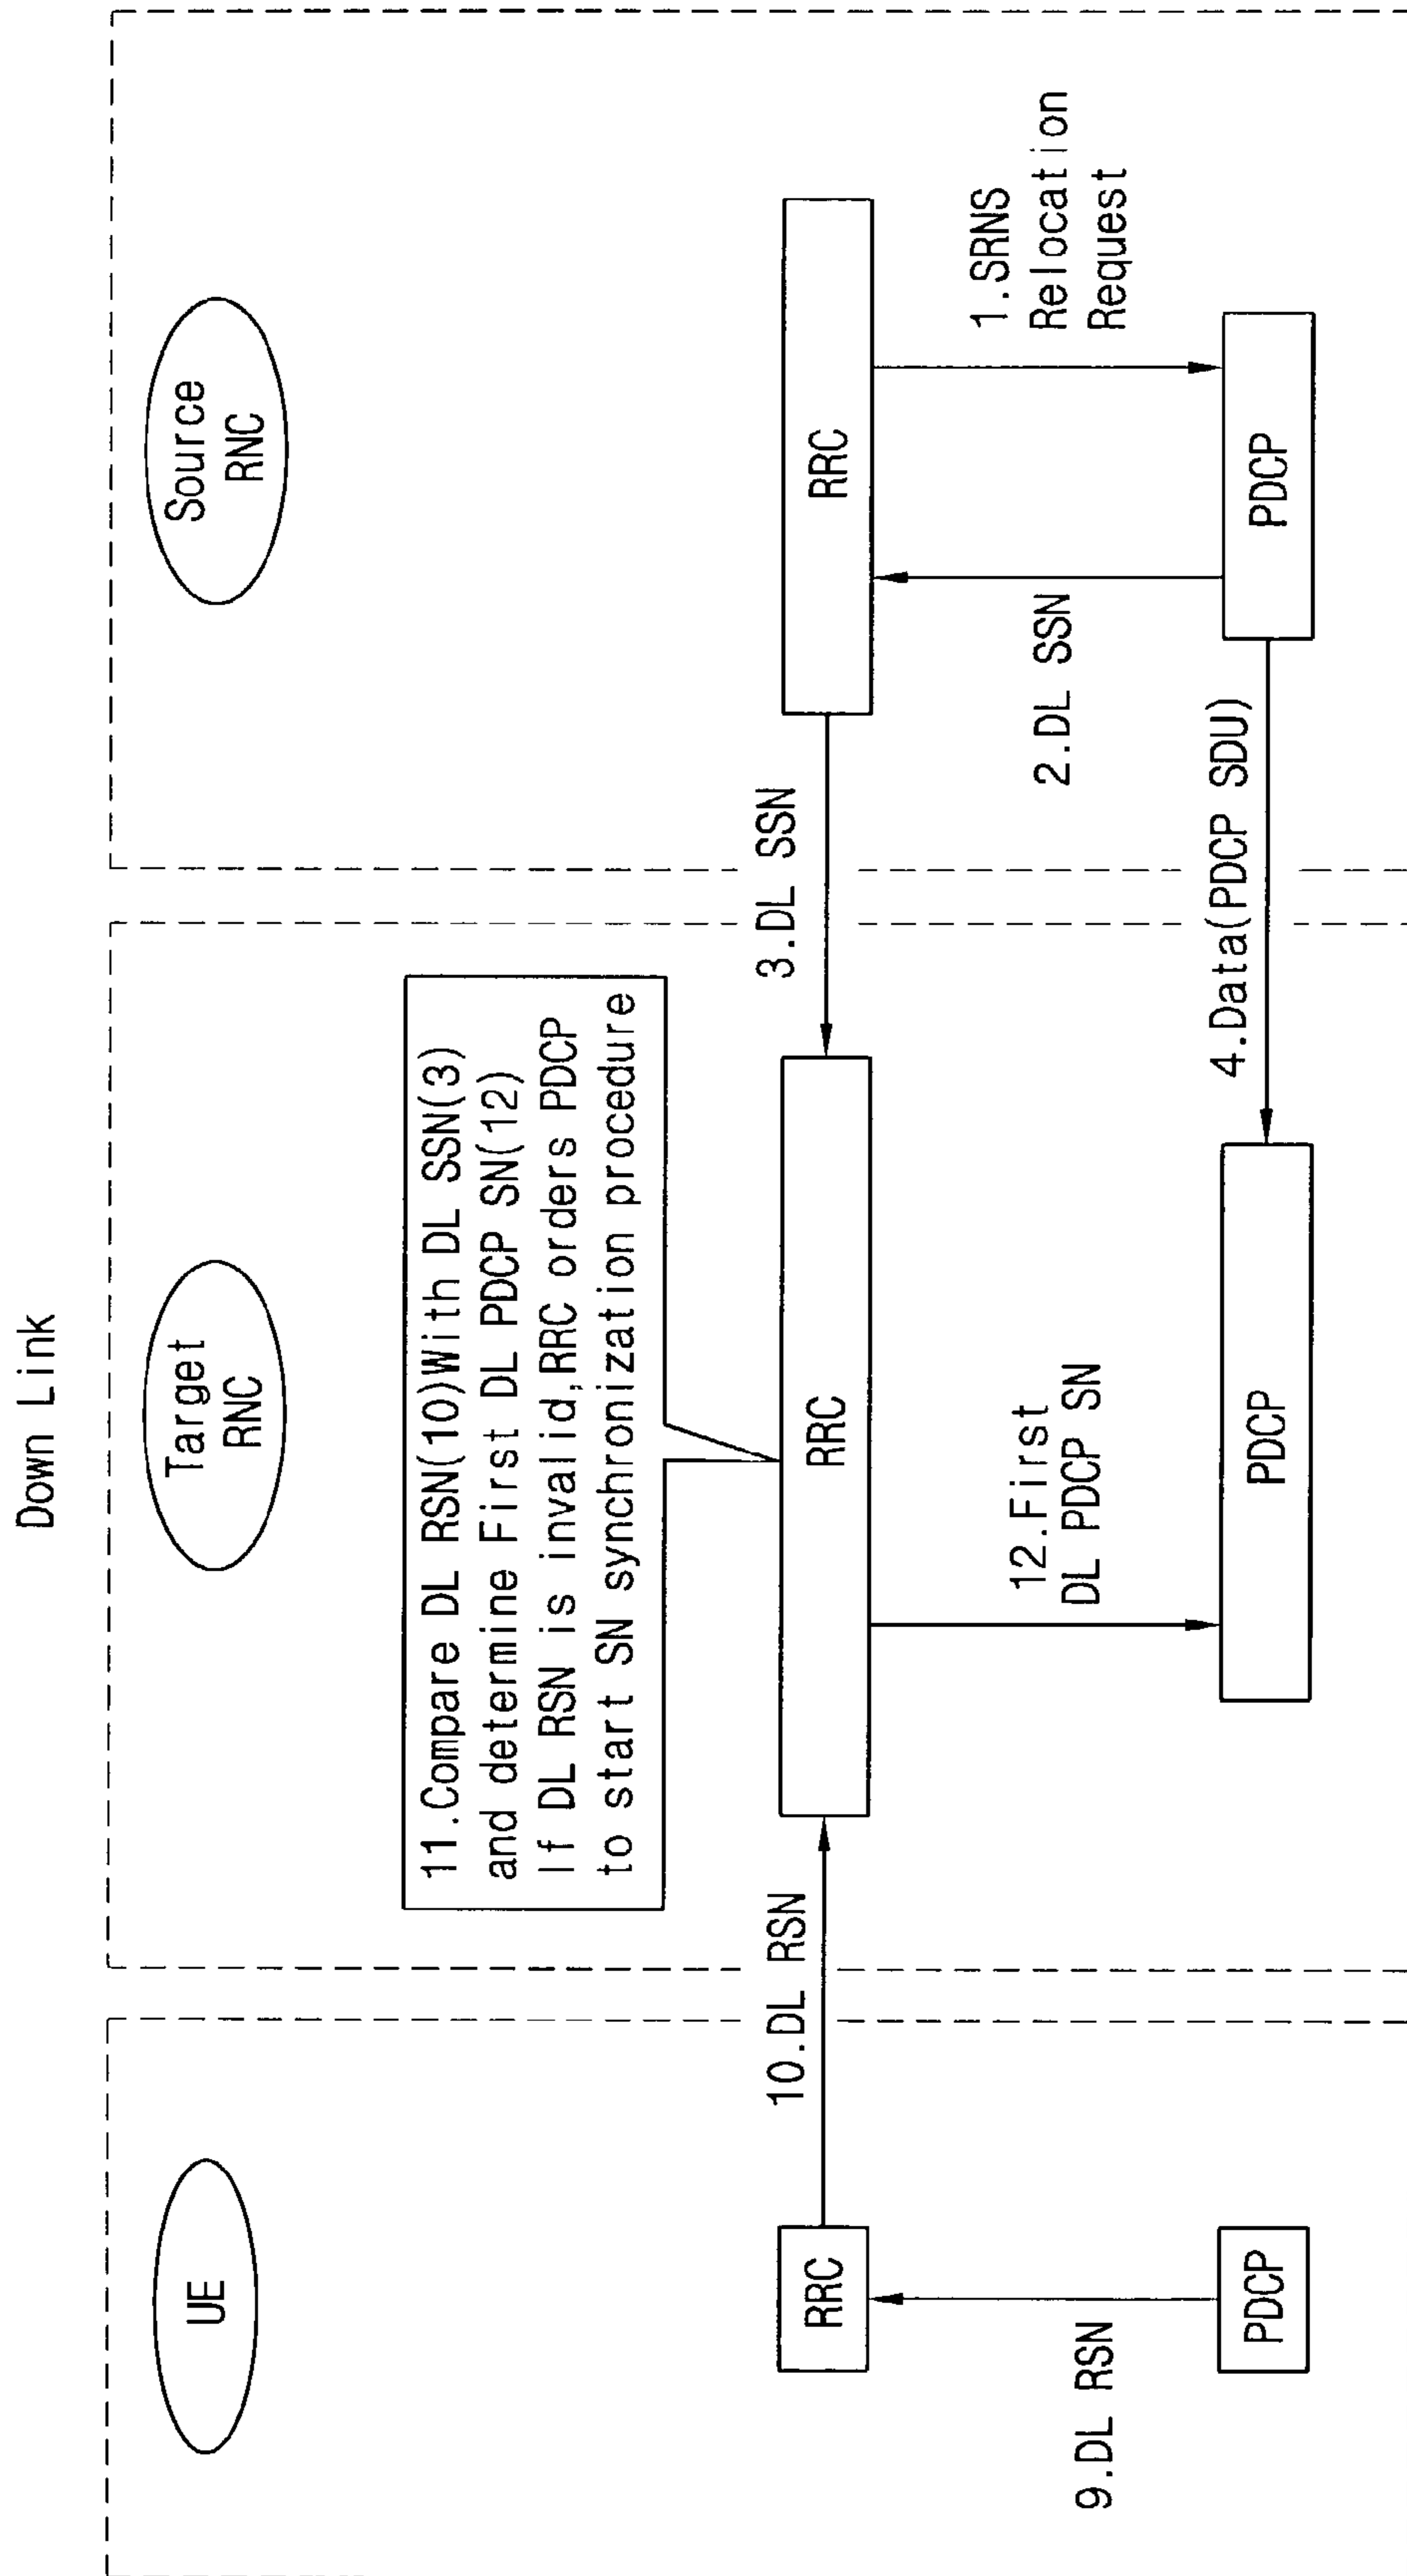 Down Link
UE
Target
RNC
Source
RNC
11.Compare DL RSN(10)With DL SSN(3)
and determine First DL PDCP SN(12)
If DL RSN is invalid,RRC orders PDCP
to start SN synchronization procedure
10.DL RSN
3.DL SSN
RRC
RRC
RRC
9.DL RSN
12.First
DL PDCP SN
2.DL SSN
1.SRNS
Relocation
Request
4.Data(PDCP SDU)
PDCP
PDCP
PDCP